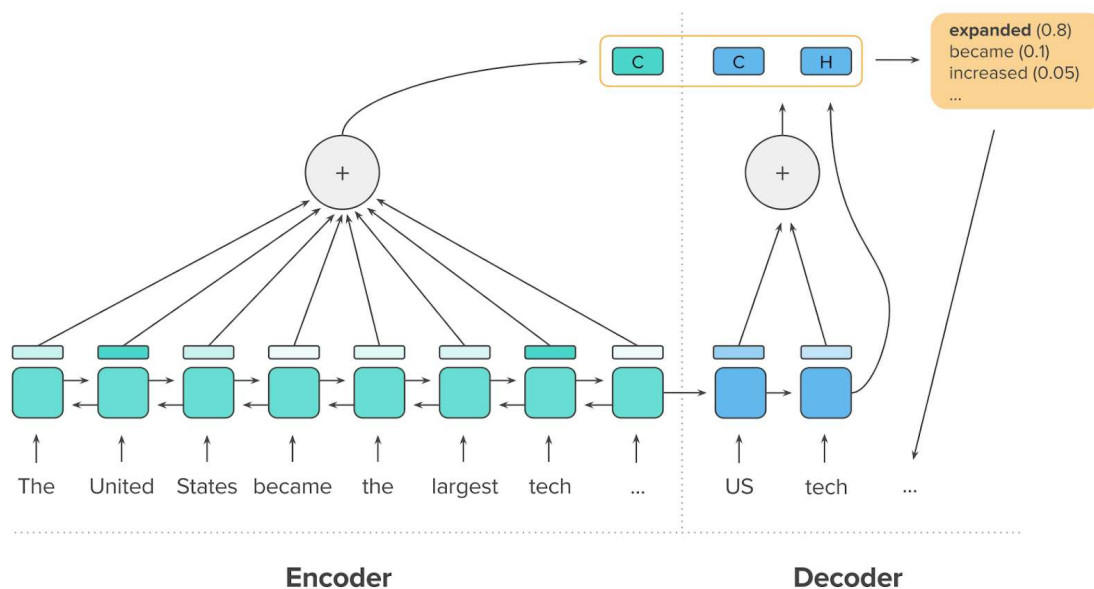 C C H
expanded (0.8)
became (0.1)
increased (0.05)
...
+ +
The United States became the largest tech ... US tech ...
Encoder Decoder